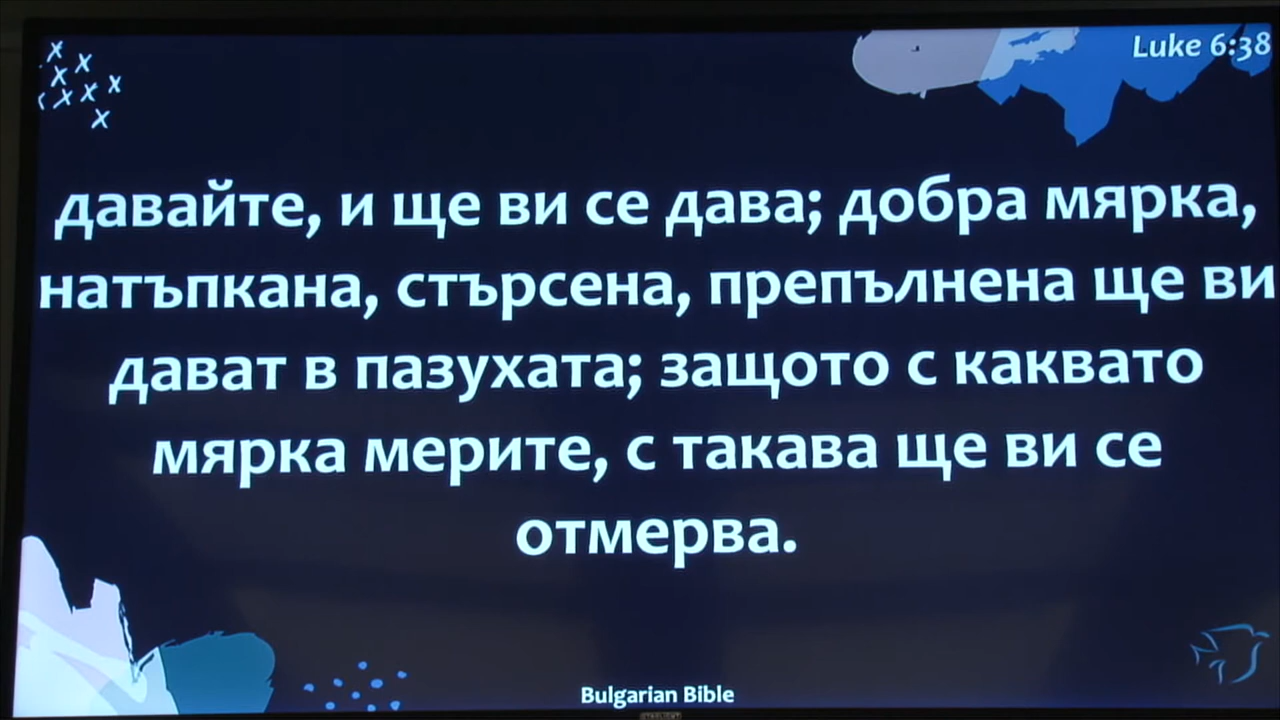 Luke 6:38
давайте, и ще ви се дава; добра мярка,
натъпкана, стърсена, препълнена ще ви
дават в пазухата; защото с каквато
мярка мерите, с такава ще ви се
отмерва.
Bulgarian Bible